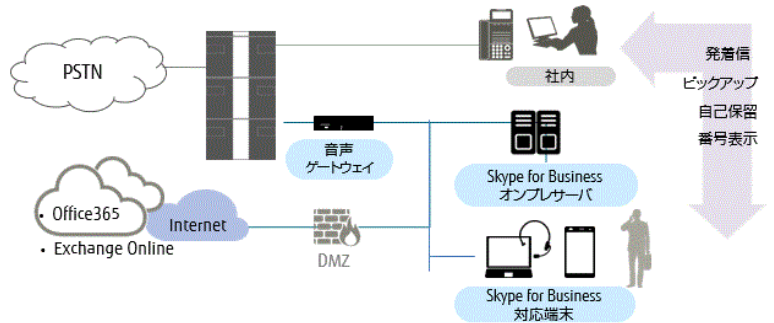 PSTN
社内
発着信
ピックアップ
自己保留
番号表示
音声
ゲートウェイ
Skype for Business
オンプレサーバ
• Office365
Internet
• Exchange Online
DMZ
Skype for Business
対応端末